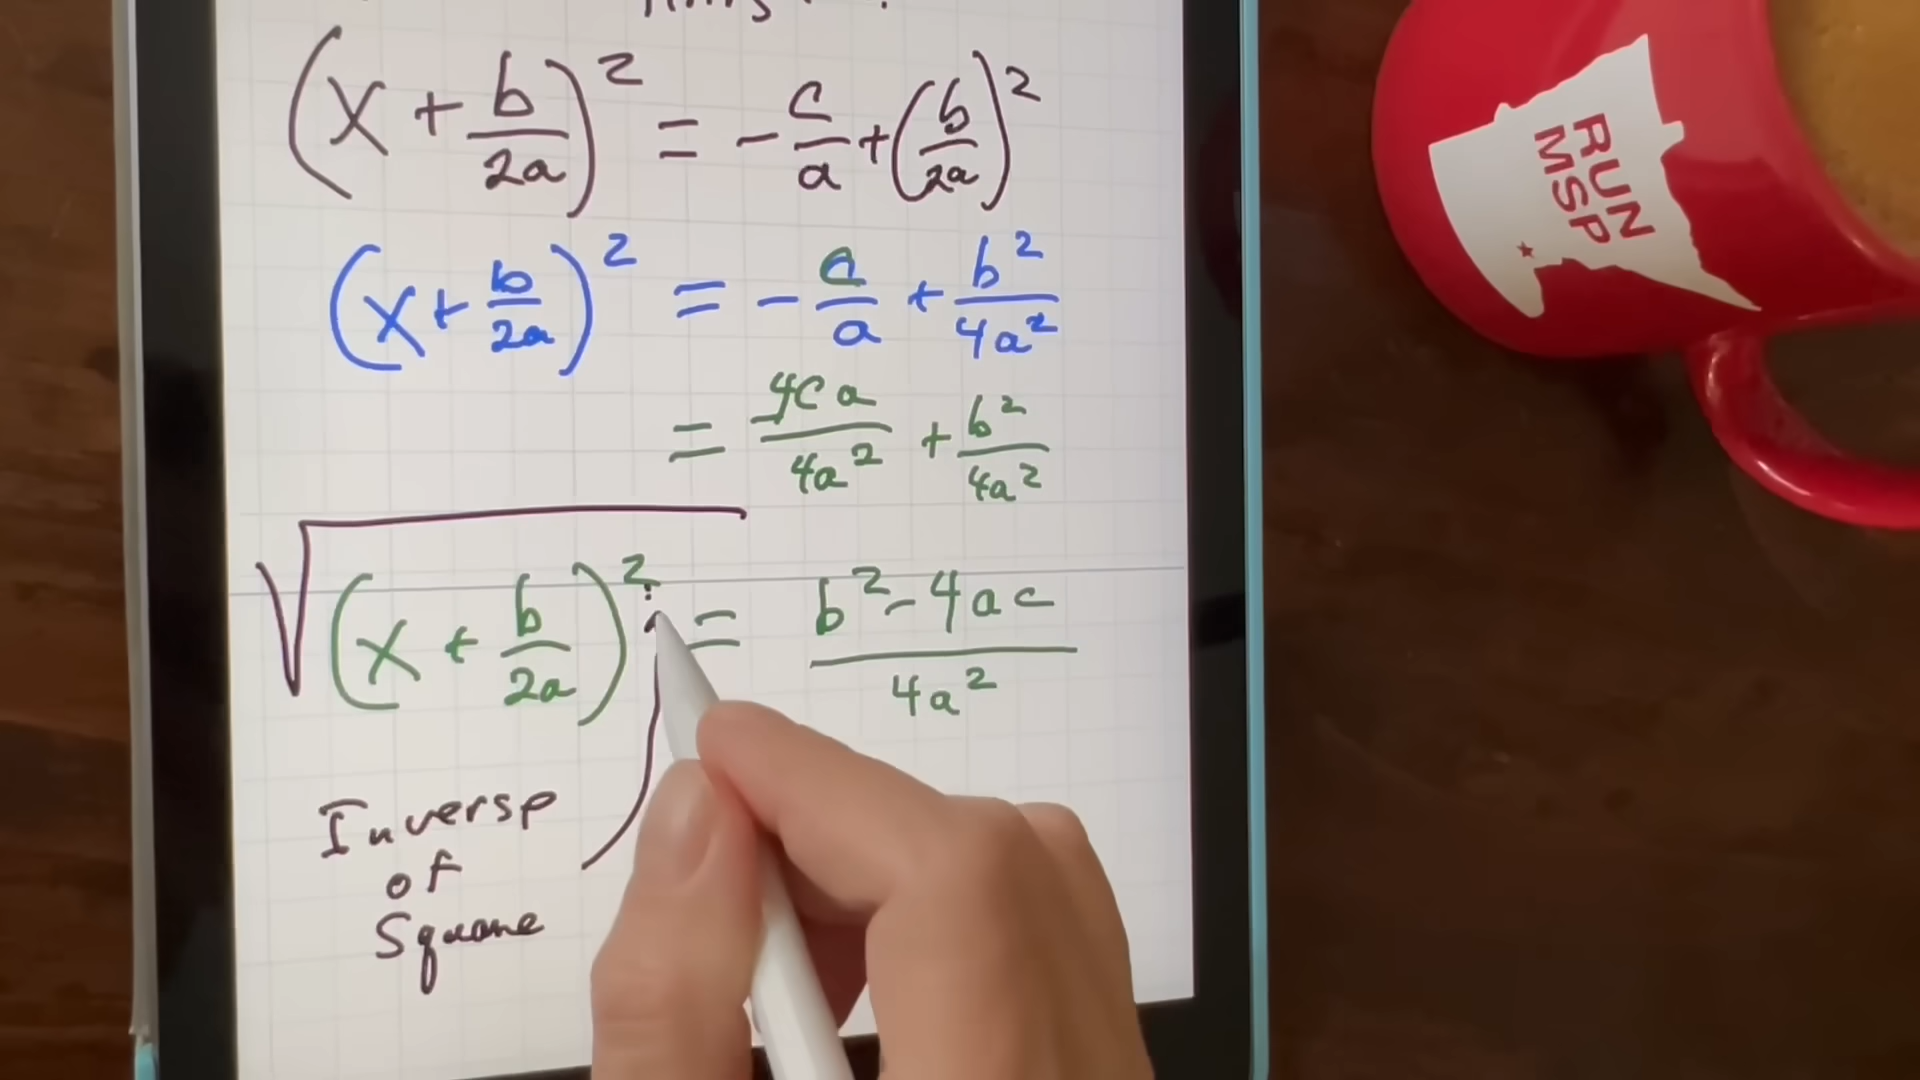 (x + b/2a)² = - c/a + (b/2a)²
(x + b/2a)² = - c/a + b²/4a²
= -4ca/4a² + b²/4a²
√(x + b/2a)² = b² - 4ac/4a²
Inverse
of
Square
RUN
MSP